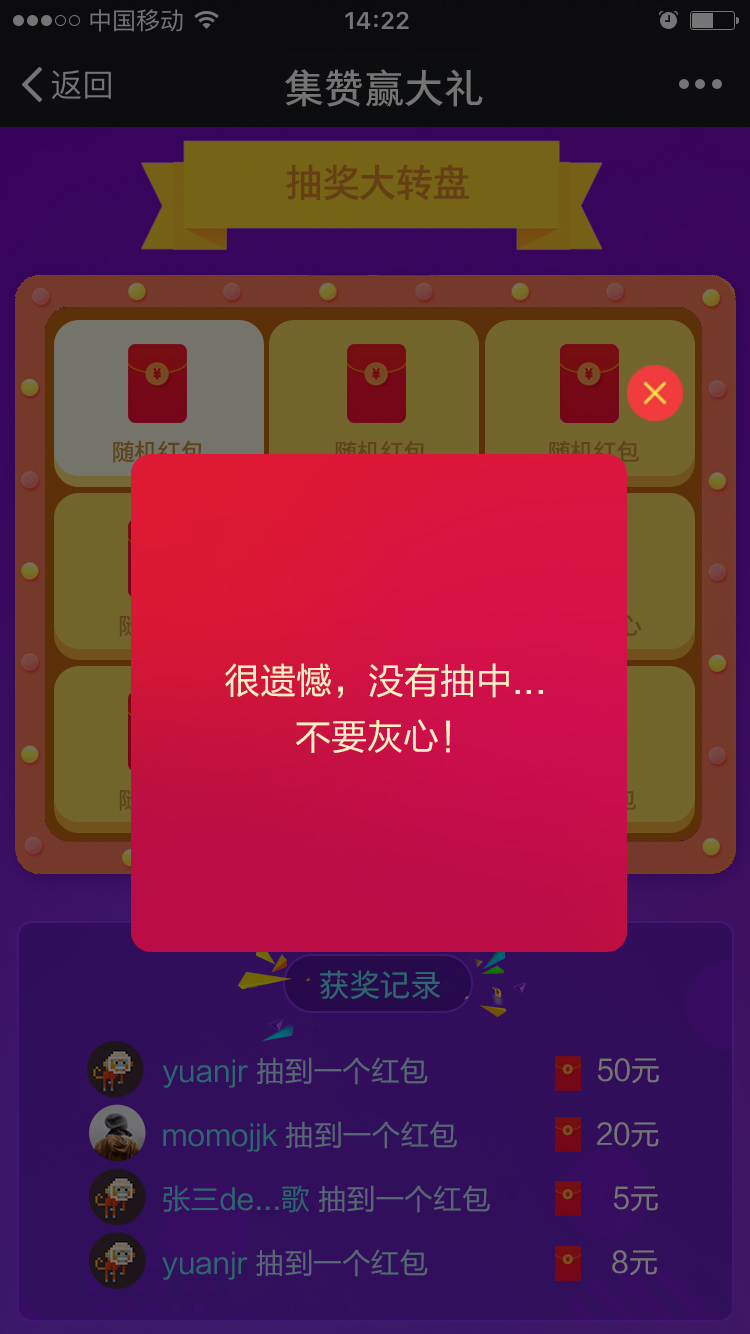 中国移动
14:22
返回
集赞赢大礼
抽奖大转盘
随机红包
随机红包
随机红包
很遗憾，没有抽中...
不要灰心！
获奖记录
yuanjr 抽到一个红包 50元
momojjk 抽到一个红包 20元
张三de...歌 抽到一个红包 5元
yuanjr 抽到一个红包 8元